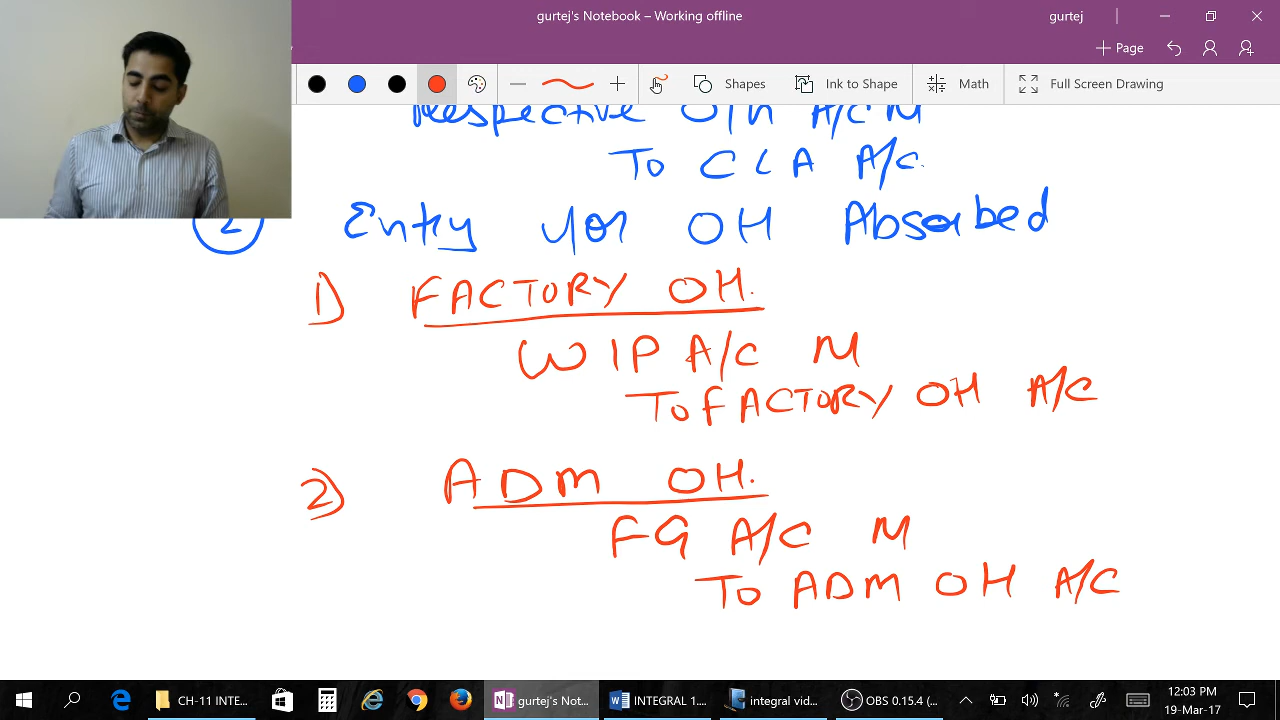 gurtej's Notebook – Working offline
gurtej
Page
Shapes
Ink to Shape
Math
Full Screen Drawing
Respective O/H A/C
To CLA A/C.
2 Entry for OH Absorbed
1) FACTORY OH.
WIP A/C
To FACTORY OH A/C
2) ADM OH.
FG A/C
To ADM OH A/C
CH-11 INTE...
gurtej's Not...
INTEGRAL 1....
integral vid...
OBS 0.15.4 (...
12:03 PM
19-Mar-17